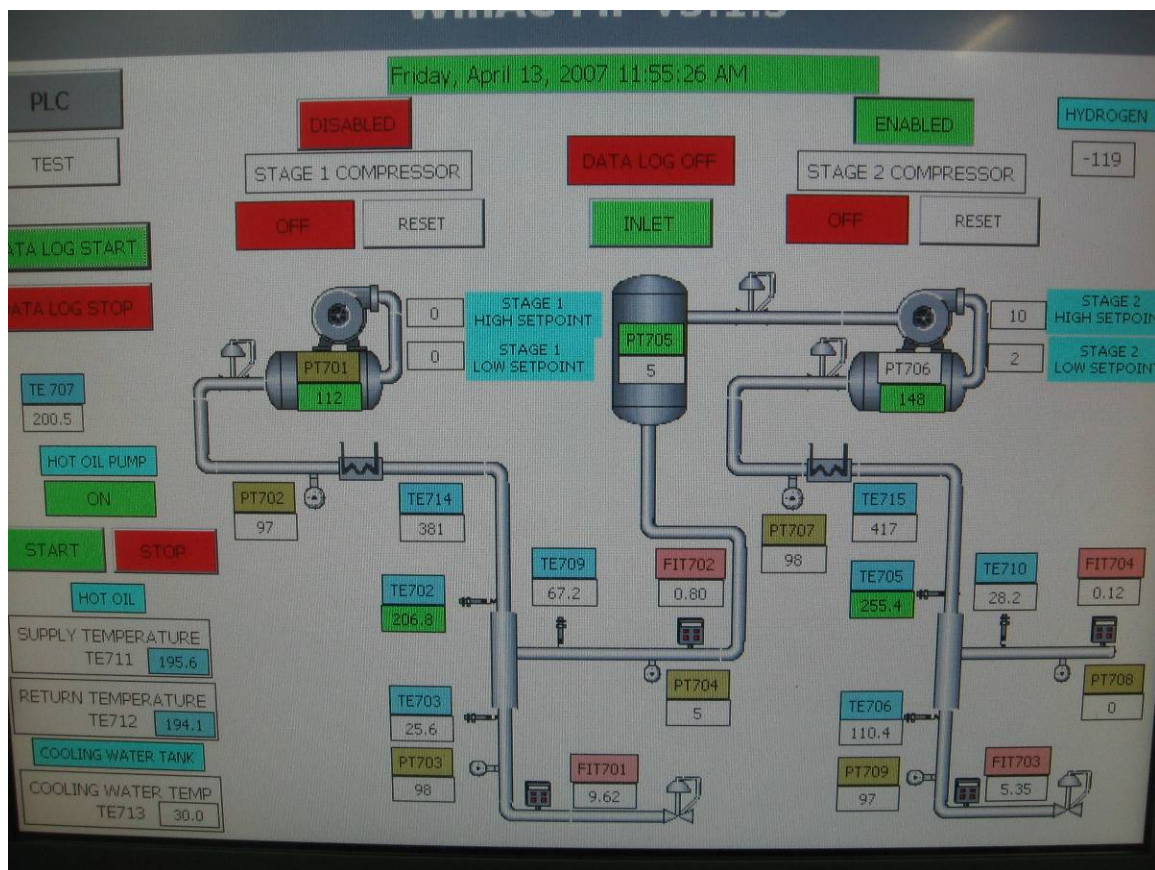 WinAC MP v3.1.3
Friday, April 13, 2007 11:55:26 AM
PLC
TEST
DISABLED
STAGE 1 COMPRESSOR
OFF RESET
DATA LOG OFF
INLET
ENABLED
STAGE 2 COMPRESSOR
OFF RESET
HYDROGEN
-119
ATA LOG START
ATA LOG STOP
0 STAGE 1
HIGH SETPOINT
0 STAGE 1
LOW SETPOINT
PT701
112
PT705
5
PT706
148
10 STAGE 2
HIGH SETPOIN
2 STAGE 2
LOW SETPOINT
TE 707
200.5
HOT OIL PUMP
ON
START STOP
PT702
97
TE714
381
PT707
98
TE715
417
TE702
206.8
TE709
67.2
FIT702
0.80
TE705
255.4
TE710
28.2
FIT704
0.12
HOT OIL
SUPPLY TEMPERATURE
TE711 195.6
RETURN TEMPERATURE
TE712 194.1
COOLING WATER TANK
COOLING WATER TEMP
TE713 30.0
TE703
25.6
PT703
98
PT704
5
FIT701
9.62
TE706
110.4
PT709
97
PT708
0
FIT703
5.35